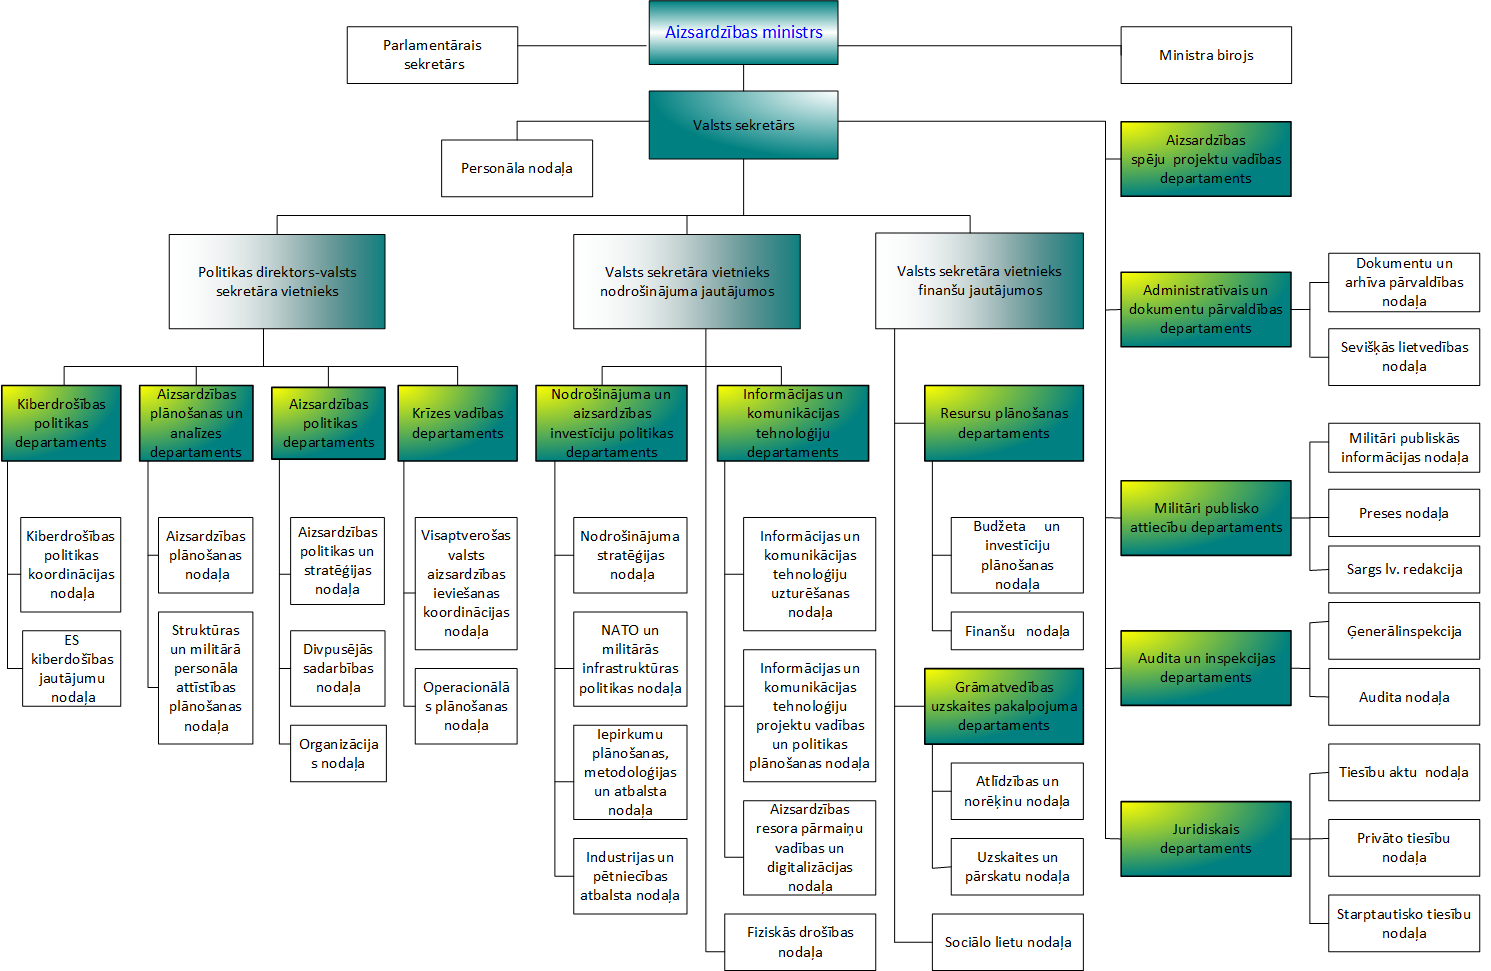 Aizsardzības ministrs
Parlamentārais
sekretārs
Ministra birojs
Valsts sekretārs
Personāla nodaļa
Aizsardzības
spēju projektu vadības
departaments
Politikas direktors-valsts
sekretāra vietnieks
Valsts sekretāra vietnieks
nodrošinājuma jautājumos
Valsts sekretāra vietnieks
finanšu jautājumos
Administratīvais un
dokumentu pārvaldības
departaments
Dokumentu un
arhīva pārvaldības
nodaļa
Sevišķās lietvedības
nodaļa
Kiberdrošības
politikas
departaments
Aizsardzības
plānošanas un
analīzes
departaments
Aizsardzības
politikas
departaments
Krīzes vadības
departaments
Nodrošinājuma un
aizsardzības
investīciju politikas
departaments
Informācijas un
komunikācijas
tehnoloģiju
departaments
Resursu plānošanas
departaments
Militāri publisko
attiecību departaments
Militāri publiskās
informācijas nodaļa
Preses nodaļa
Sargs lv. redakcija
Kiberdrošības
politikas
koordinācijas
nodaļa
ES
kiberdošības
jautājumu
nodaļa
Aizsardzības
plānošanas
nodaļa
Struktūras
un militārā
personāla
attīstības
plānošanas
nodaļa
Aizsardzības
politikas un
stratēģijas
nodaļa
Divpusējās
sadarbības
nodaļa
Organizācija
s nodaļa
Visaptverošas
valsts
aizsardzības
ieviešanas
koordinācijas
nodaļa
Operacionālā
s plānošanas
nodaļa
Nodrošinājuma
stratēģijas
nodaļa
NATO un
militārās
infrastruktūras
politikas nodaļa
Iepirkumu
plānošanas,
metodoloģijas
un atbalsta
nodaļa
Industrijas un
pētniecības
atbalsta nodaļa
Informācijas un
komunikācijas
tehnoloģiju
uzturēšanas
nodaļa
Informācijas un
komunikācijas
tehnoloģiju
projektu vadības
un politikas
plānošanas nodaļa
Aizsardzības
resora pārmaiņu
vadības un
digitalizācijas
nodaļa
Fiziskās drošības
nodaļa
Budžeta un
investīciju
plānošanas
nodaļa
Finanšu nodaļa
Grāmatvedības
uzskaites pakalpojuma
departaments
Atlīdzības un
norēķinu nodaļa
Uzskaites un
pārskatu nodaļa
Sociālo lietu nodaļa
Audita un inspekcijas
departaments
Ģenerālinspekcija
Audita nodaļa
Juridiskais
departaments
Tiesību aktu nodaļa
Privāto tiesību
nodaļa
Starptautisko tiesību
nodaļa